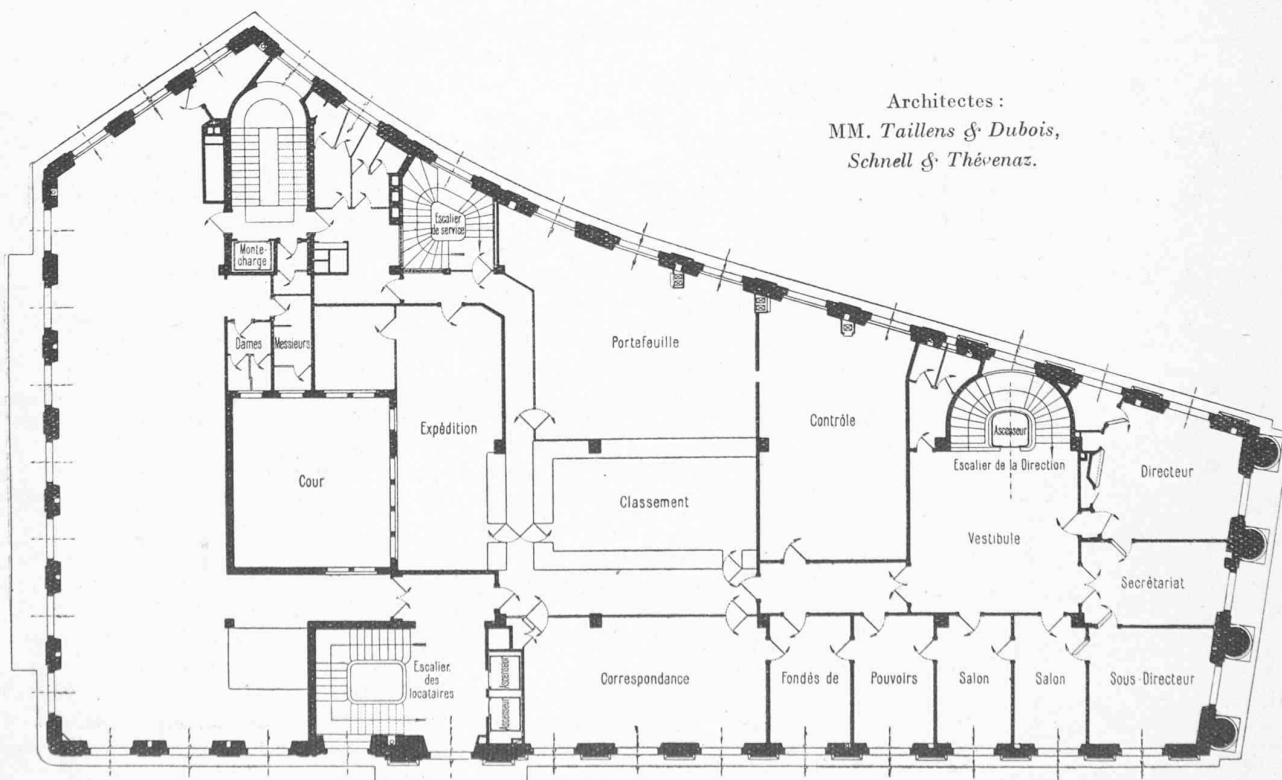 Architectes :
MM. Taillens & Dubois,
Schnell & Thévenaz.
Escalier
de service
Monte-
charge
Dames
Messieurs
Portefeuille
Expédition
Contrôle
Ascenseur
Escalier de la Direction
Directeur
Cour
Classement
Vestibule
Secrétariat
Escalier
des
locataires
Ascenseur
Ascenseur
Correspondance
Fondés de
Pouvoirs
Salon
Salon
Sous-Directeur